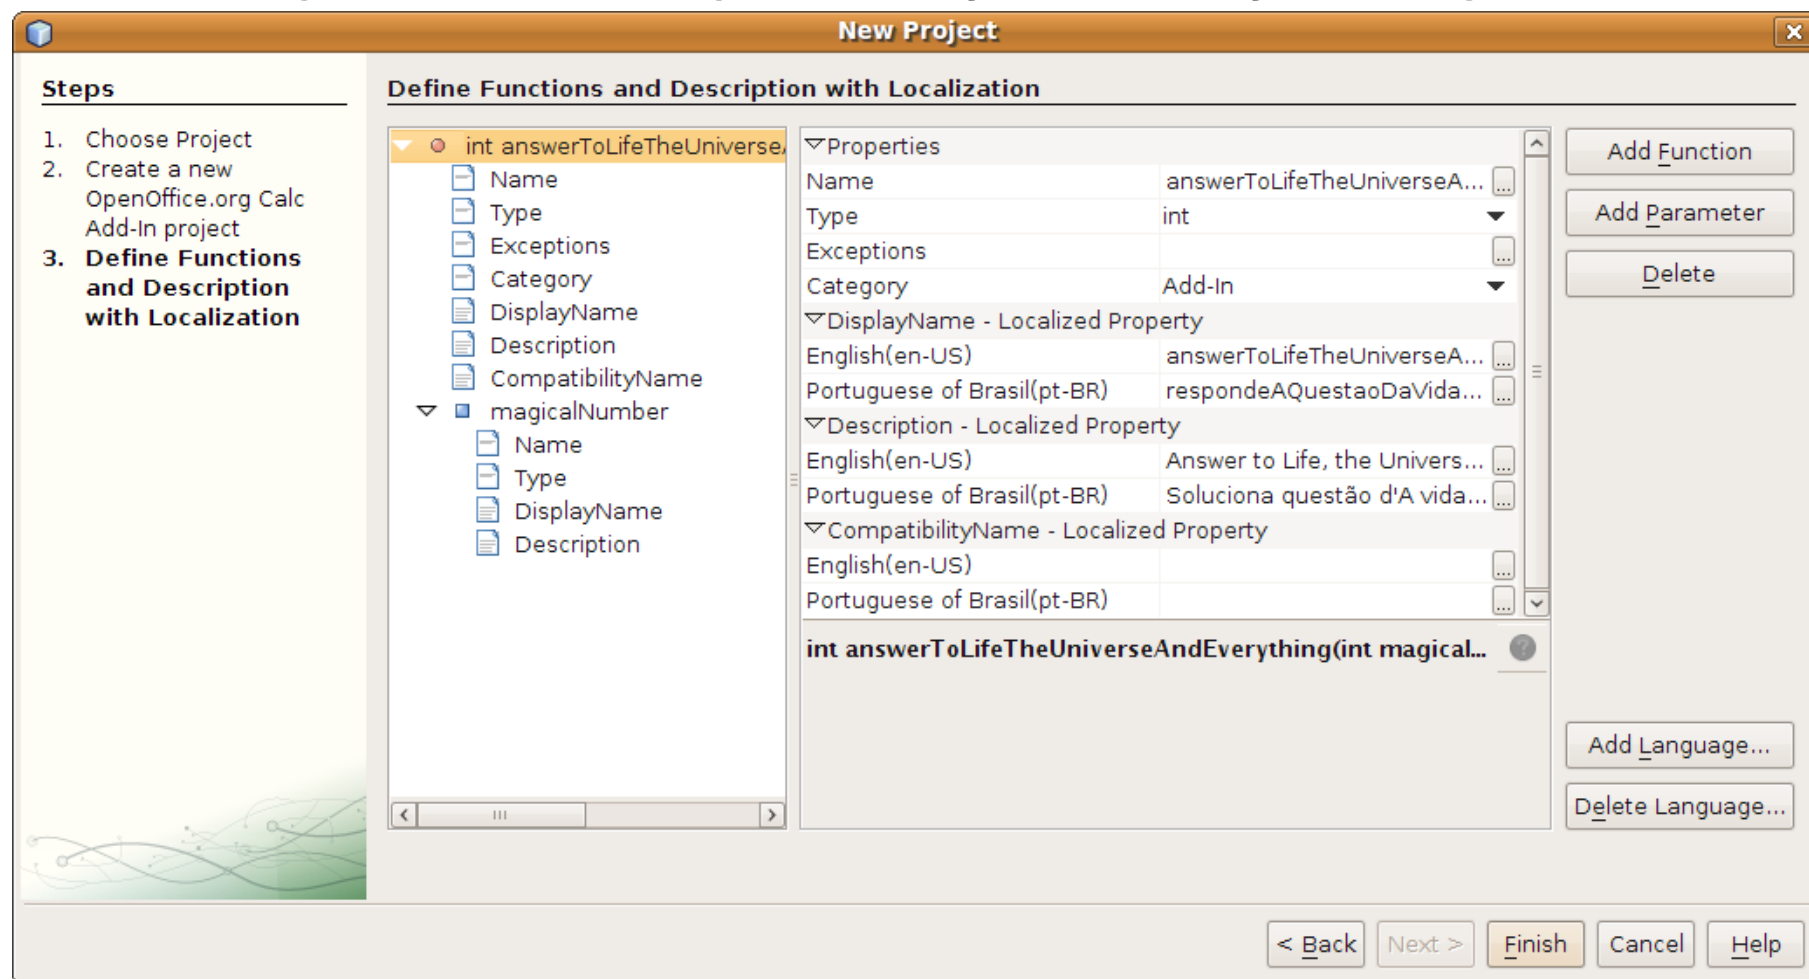 New Project
Steps
1. Choose Project
2. Create a new
OpenOffice.org Calc
Add-In project
3. Define Functions
and Description
with Localization
Define Functions and Description with Localization
int answerToLifeTheUniverse
Name
Type
Exceptions
Category
DisplayName
Description
CompatibilityName
magicalNumber
Name
Type
DisplayName
Description
Properties
Name answerToLifeTheUniverseA... ...
Type int
Exceptions ...
Category Add-In
DisplayName - Localized Property
English(en-US) answerToLifeTheUniverseA... ...
Portuguese of Brasil(pt-BR) respondeAQuestaoDaVida... ...
Description - Localized Property
English(en-US) Answer to Life, the Univers... ...
Portuguese of Brasil(pt-BR) Soluciona questão d'A vida... ...
CompatibilityName - Localized Property
English(en-US) ...
Portuguese of Brasil(pt-BR) ...
int answerToLifeTheUniverseAndEverything(int magical... ?
Add Function
Add Parameter
Delete
Add Language...
Delete Language...
< Back Next > Finish Cancel Help